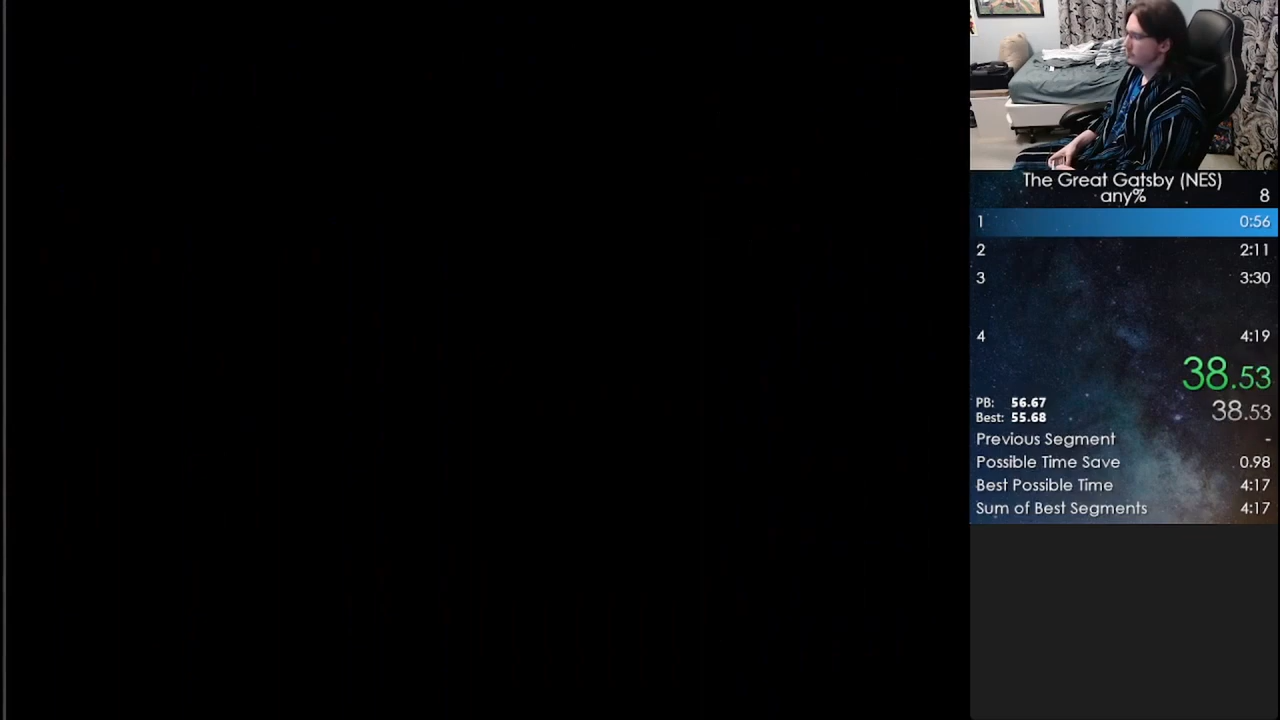 The Great Gatsby (NES)
any% 8
1 0:56
2 2:11
3 3:30
4 4:19
38.53
PB: 56.67 38.53
Best: 55.68
Previous Segment -
Possible Time Save 0.98
Best Possible Time 4:17
Sum of Best Segments 4:17